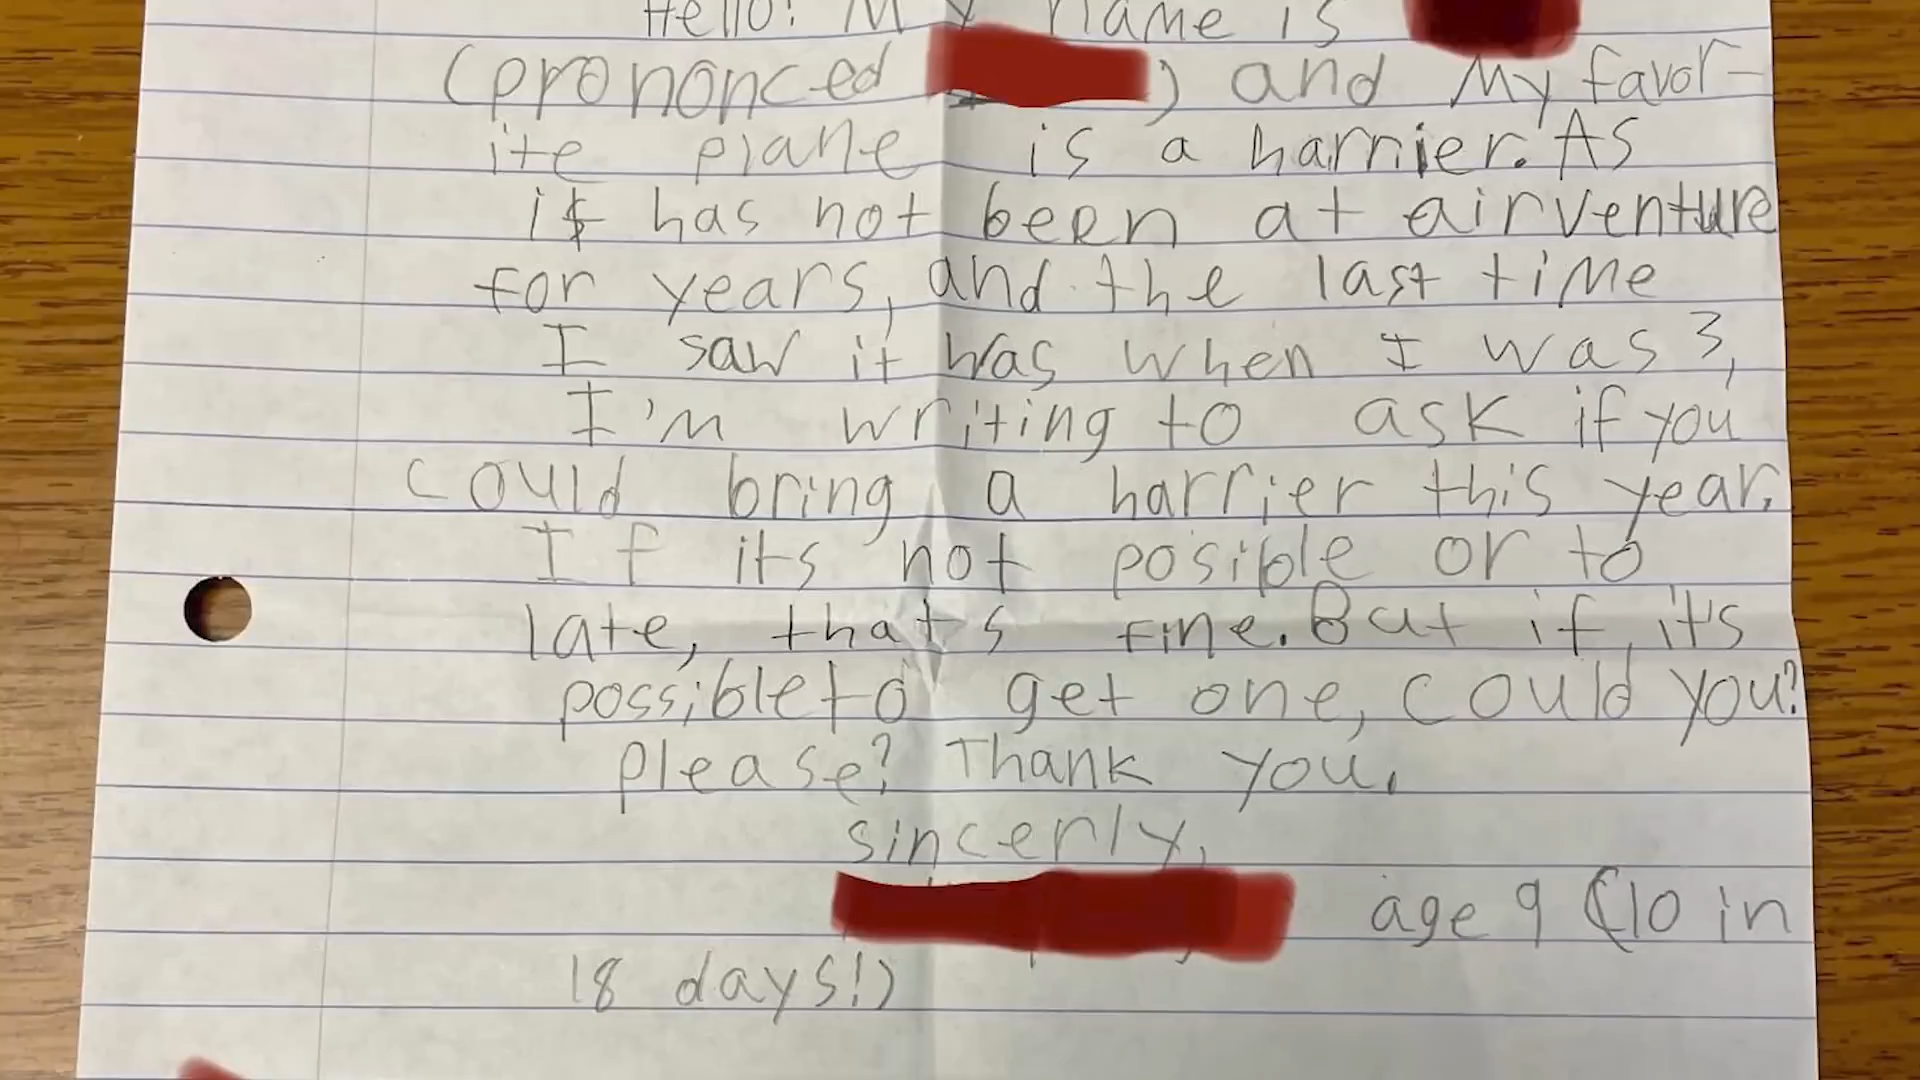 Hello! My name is
(prononced ) and My favor-
ite plane is a harrier. As
it has not been at airventure
for years, and the last time
I saw it was when I was 3,
I'm writing to ask if you
could bring a harrier this year.
If its not posible or to
late, thats fine. But if it's
possible to get one, could you?
please? Thank you.
sincerly,
age 9 (10 in
18 days!)